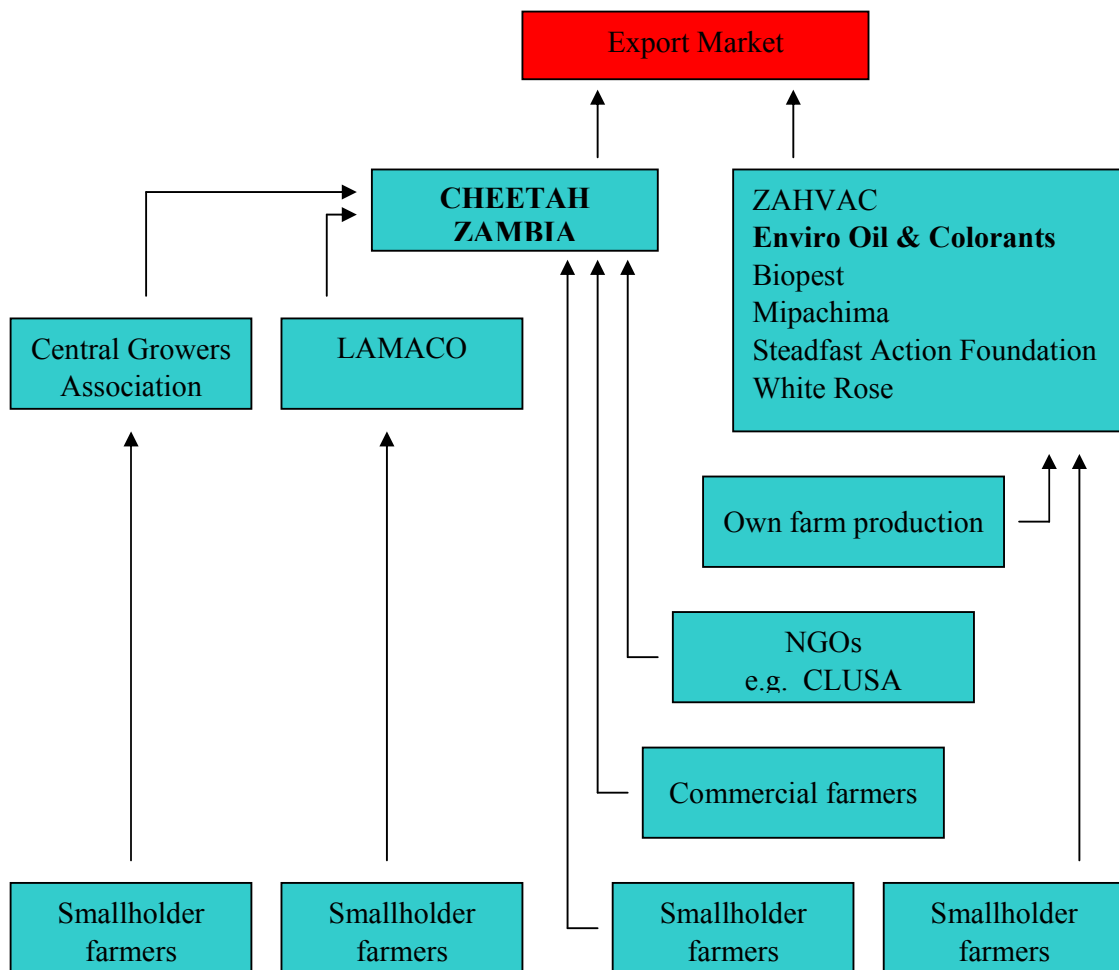 Export Market
CHEETAH
ZAMBIA
ZAHVAC
Enviro Oil & Colorants
Biopest
Mipachima
Steadfast Action Foundation
White Rose
Central Growers
Association
LAMACO
Own farm production
NGOs
e.g. CLUSA
Commercial farmers
Smallholder
farmers
Smallholder
farmers
Smallholder
farmers
Smallholder
farmers